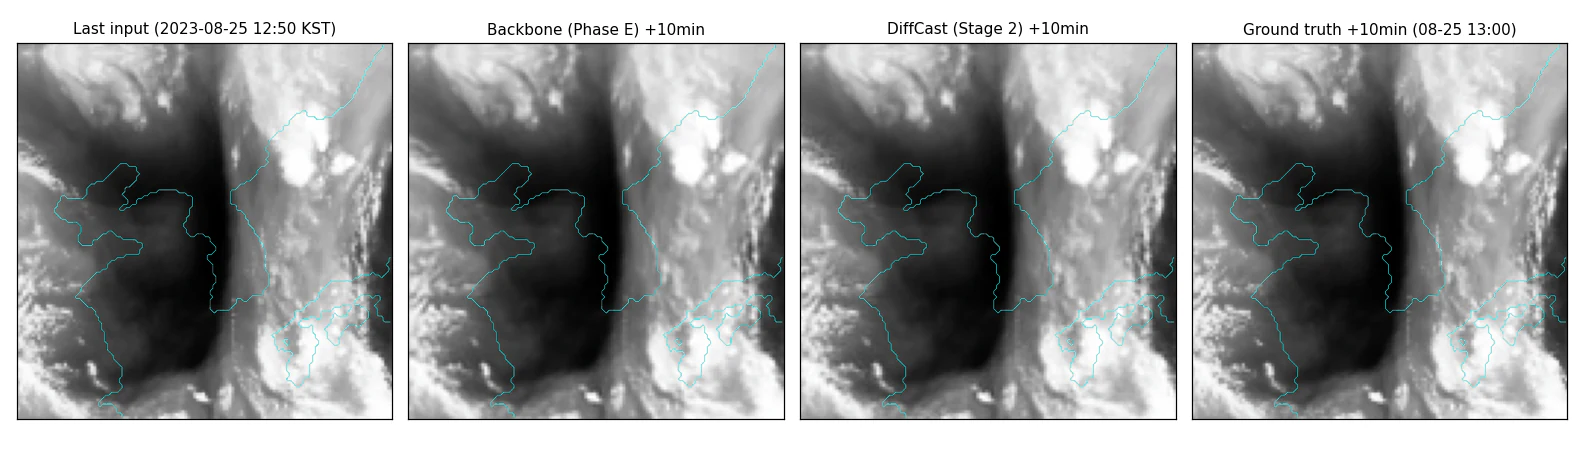 Last input (2023-08-25 12:50 KST)
Backbone (Phase E) +10min
DiffCast (Stage 2) +10min
Ground truth +10min (08-25 13:00)